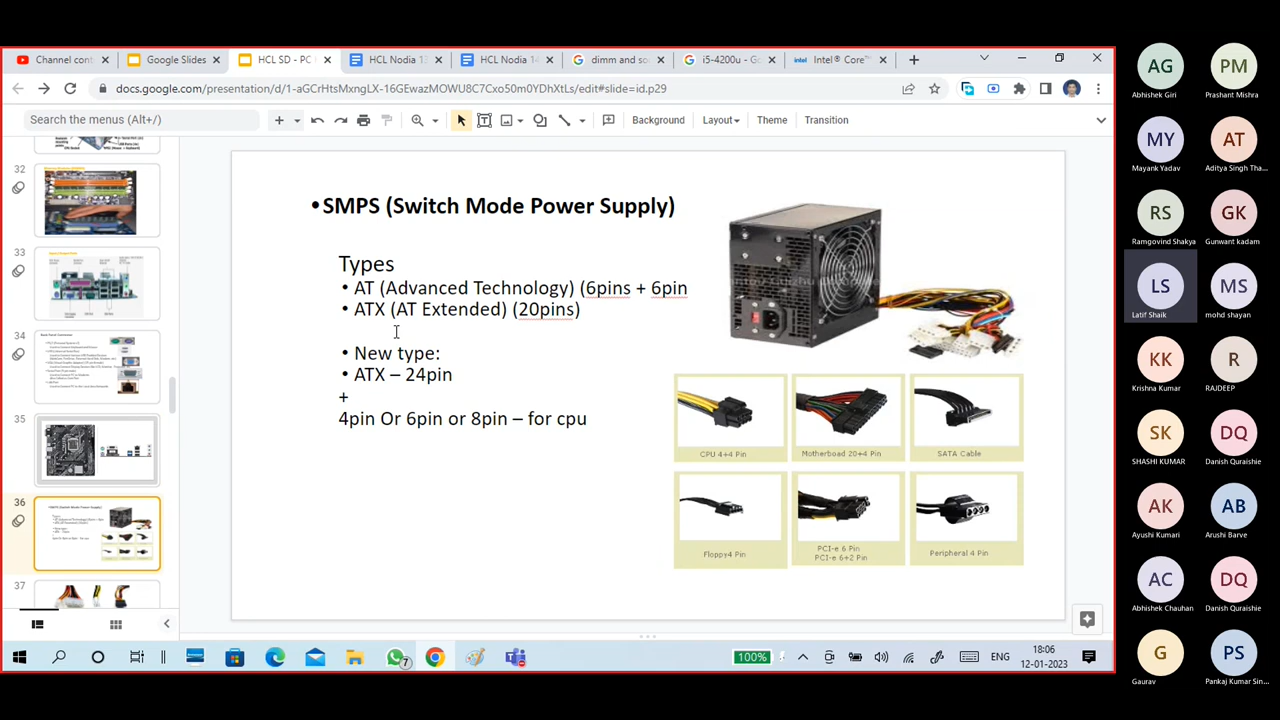 Channel cont
Google Slides
HCL SD - PC
HCL Nodia 13
HCL Nodia 14
dimm and so
i5-4200u - G
Intel® Core™
docs.google.com/presentation/d/1-aGCrHtsMxngLX-16GEwazMOWU8C7Cxo50m0YDhXtLs/edit#slide=id.p29
Search the menus (Alt+/)
Background
Layout
Theme
Transition
32
33
34
35
36
37
•SMPS (Switch Mode Power Supply)
Types
• AT (Advanced Technology) (6pins + 6pin
• ATX (AT Extended) (20pins)
• New type:
• ATX – 24pin
+
4pin Or 6pin or 8pin – for cpu
CPU 4+4 Pin
Motherboad 20+4 Pin
SATA Cable
Floppy4 Pin
PCI-e 6 Pin
PCI-e 6+2 Pin
Peripheral 4 Pin
7
100%
ENG
18:06
12-01-2023
AG
Abhishek Giri
PM
Prashant Mishra
MY
Mayank Yadav
AT
Aditya Singh Tha...
RS
Ramgovind Shakya
GK
Gunwant kadam
LS
Latif Shaik
MS
mohd shayan
KK
Krishna Kumar
R
RAJDEEP
SK
SHASHI KUMAR
DQ
Danish Quraishie
AK
Ayushi Kumari
AB
Arushi Barve
AC
Abhishek Chauhan
DQ
Danish Quraishie
G
Gaurav
PS
Pankaj Kumar Sin...